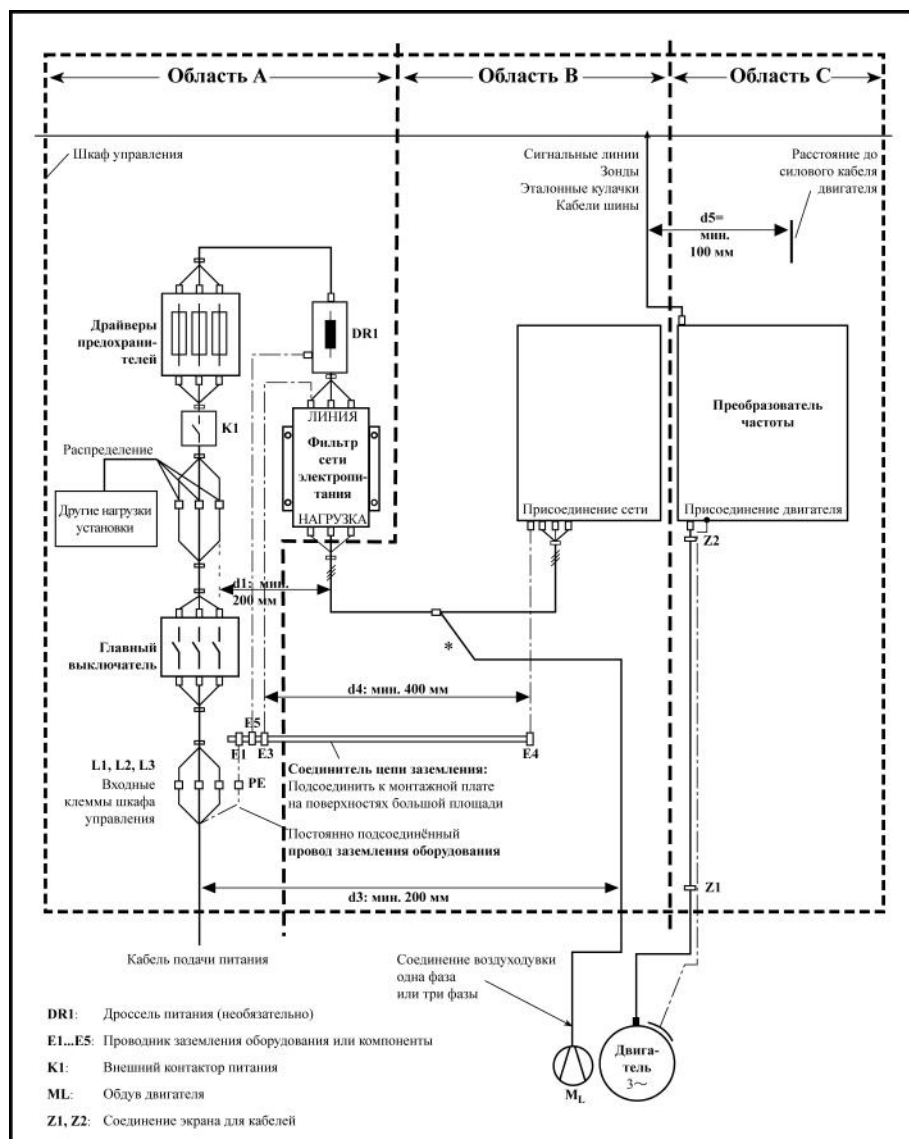 Область A
Область B
Область C
Шкаф управления
Сигнальные линии
Зонды
Эталонные кулачки
Кабели шины
Расстояние до
силового кабеля
двигателя
d5=
мин.
100 мм
Драйверы
предохрани-
телей
DR1
K1
ЛИНИЯ
Фильтр
сети
электропи-
тания
НАГРУЗКА
Преобразователь
частоты
Распределение
Другие нагрузки
установки
Присоединение сети
Присоединение двигателя
Z2
d1: мин.
200 мм
Главный
выключатель
*
d4: мин. 400 мм
E5
E1
E3
E4
L1, L2, L3
Входные
клеммы шкафа
управления
PE
Соединитель цепи заземления:
Подсоединить к монтажной плате
на поверхностях большой площади
Постоянно подсоединённый
провод заземления оборудования
d3: мин. 200 мм
Z1
Кабель подачи питания
Соединение воздуходувки
одна фаза
или три фазы
DR1: Дроссель питания (необязательно)
E1...E5: Проводник заземления оборудования или компоненты
K1: Внешний контактор питания
ML: Обдув двигателя
Z1, Z2: Соединение экрана для кабелей
ML
Двига-
тель
3~